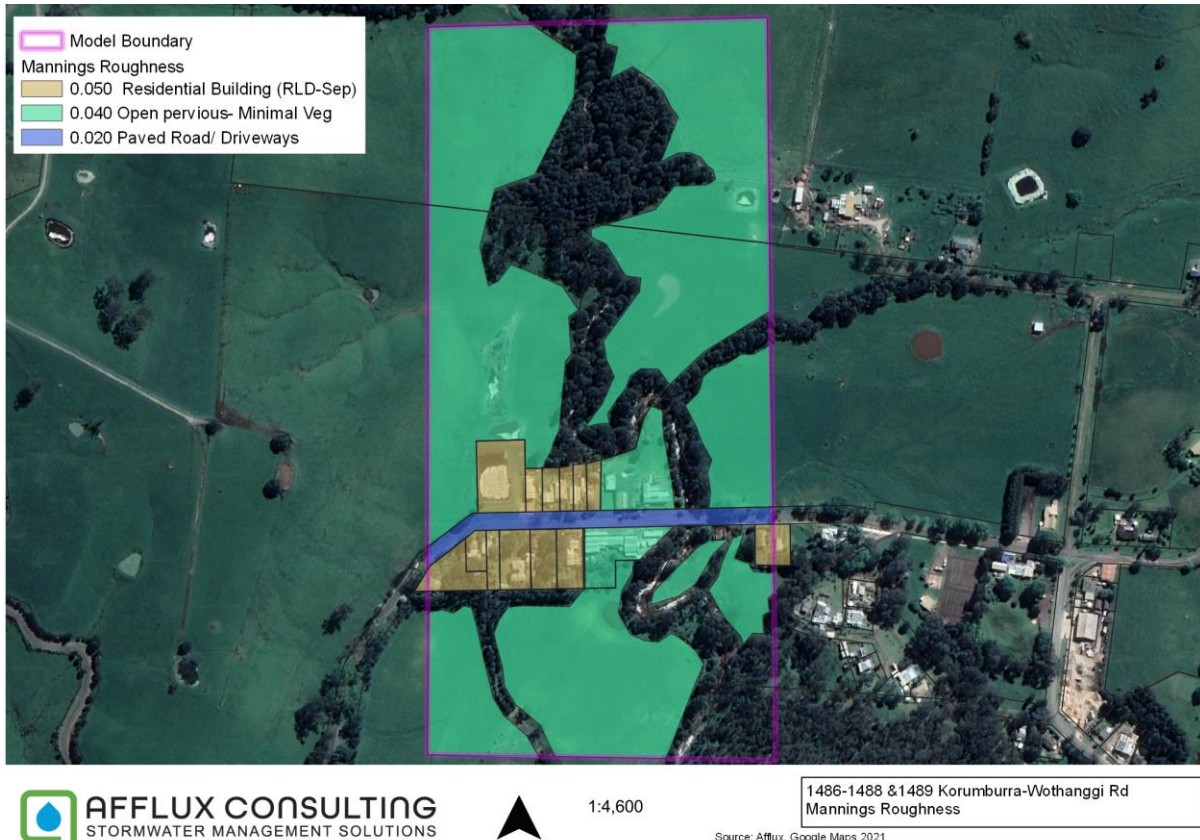 Model Boundary
Mannings Roughness
0.050 Residential Building (RLD-Sep)
0.040 Open pervious- Minimal Veg
0.020 Paved Road/ Driveways
AFFLUX CONSULTING
STORMWATER MANAGEMENT SOLUTIONS
1:4,600
1486-1488 &1489 Korumburra-Wothanggi Rd
Mannings Roughness
Source: Afflux, Google Maps 2021